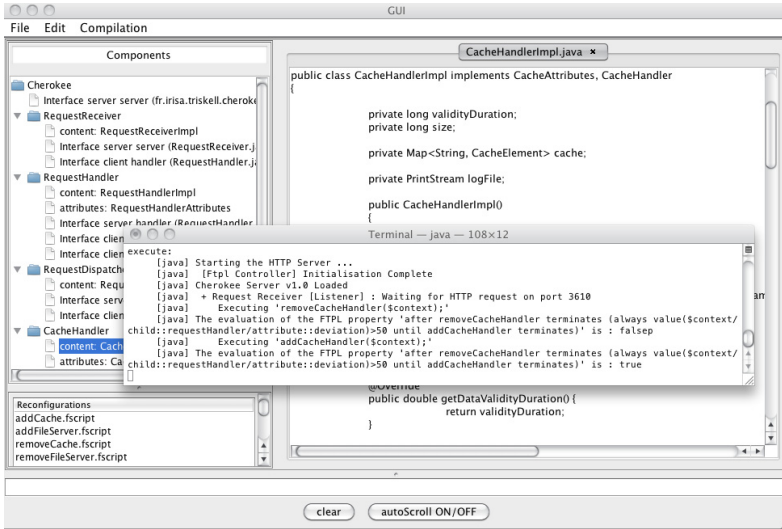 GUI
File Edit Compilation
Components
Cherokee
Interface server server (fr.irisa.triskell.cheroke
RequestReceiver
content: RequestReceiverImpl
Interface server server (RequestReceiver.j
Interface client handler (RequestHandler.ja
RequestHandler
content: RequestHandlerImpl
attributes: RequestHandlerAttributes
Interface server handler (RequestHandler
Interface clien
Interface clien
RequestDispatche
content: Requ
Interface serv
Interface clien
CacheHandler
content: Cach
attributes: Ca
Reconfigurations
addCache.fscript
addFileServer.fscript
removeCache.fscript
removeFileServer.fscript
CacheHandlerImpl.java ×
public class CacheHandlerImpl implements CacheAttributes, CacheHandler
{
private long validityDuration;
private long size;
private Map<String, CacheElement> cache;
private PrintStream logFile;
public CacheHandlerImpl()
{
am
Terminal — java — 108×12
execute:
[java] Starting the HTTP Server ...
[java] [Ftpl Controller] Initialisation Complete
[java] Cherokee Server v1.0 Loaded
[java] + Request Receiver [Listener] : Waiting for HTTP request on port 3610
[java] Executing 'removeCacheHandler($context);'
[java] The evaluation of the FTPL property 'after removeCacheHandler terminates (always value($context/
child::requestHandler/attribute::deviation)>50 until addCacheHandler terminates)' is : falsep
[java] Executing 'addCacheHandler($context);'
[java] The evaluation of the FTPL property 'after removeCacheHandler terminates (always value($context/
child::requestHandler/attribute::deviation)>50 until addCacheHandler terminates)' is : true
@Override
public double getDataValidityDuration() {
return validityDuration;
}
clear autoScroll ON/OFF